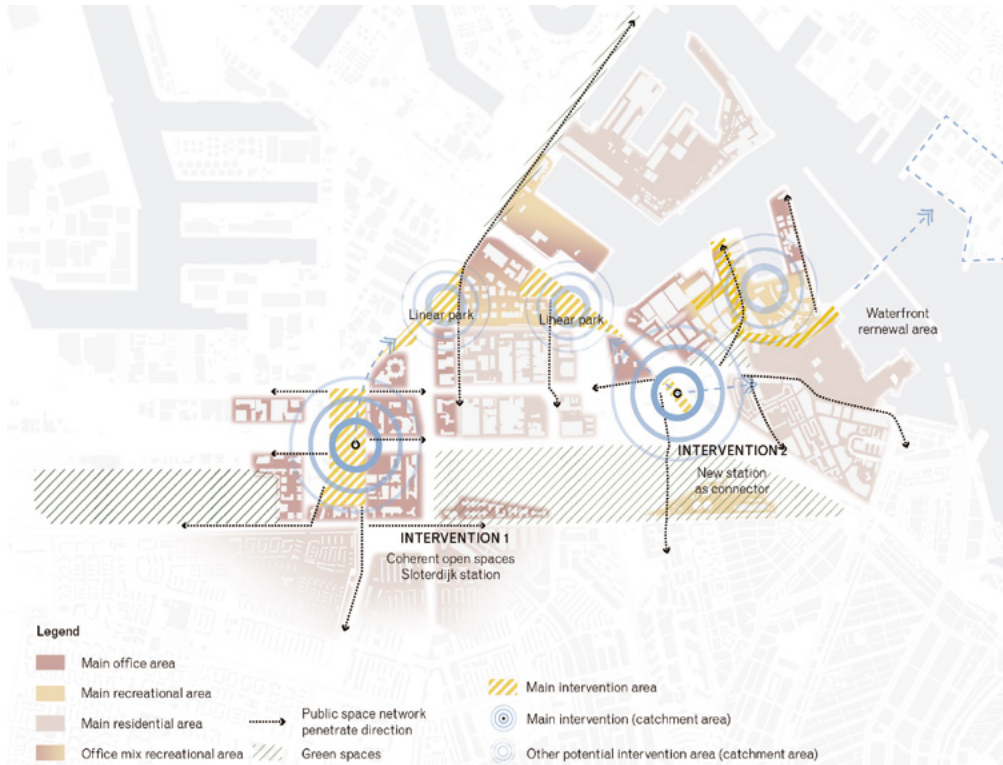 Linear park
Linear park
Waterfront
rernewal area
INTERVENTION 2
New station
as connector
INTERVENTION 1
Coherent open spaces
Sloterdijk station
Legend
Main office area
Main recreational area
Main residential area
Office mix recreational area
Public space network
penetrate direction
Green spaces
Main intervention area
Main intervention (catchment area)
Other potential intervention area (catchment area)